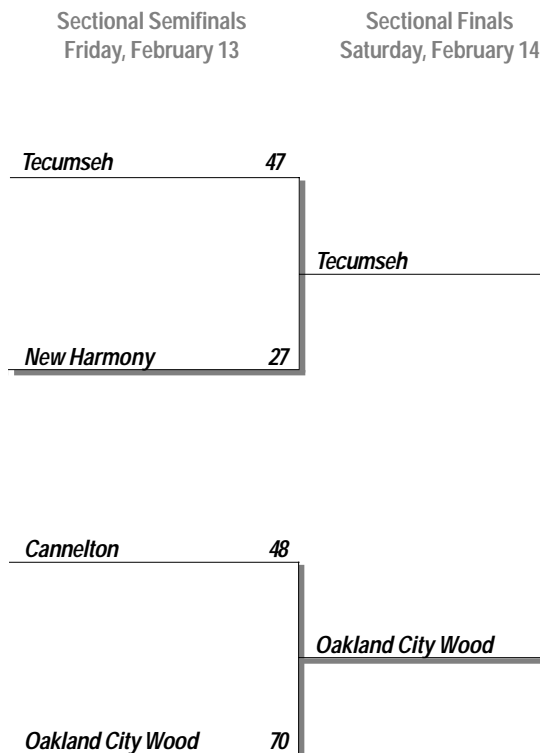 Sectional Semifinals
Friday, February 13
Sectional Finals
Saturday, February 14
Tecumseh 47
Tecumseh
New Harmony 27
Cannelton 48
Oakland City Wood
Oakland City Wood 70